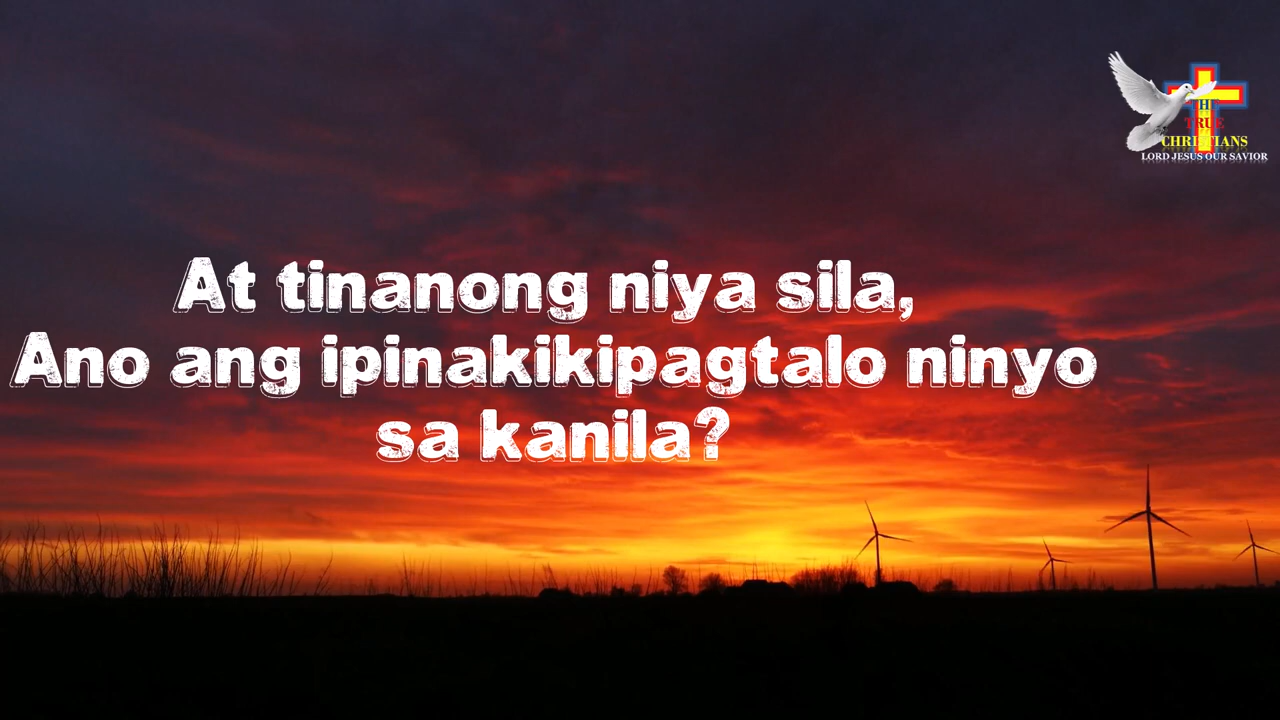 THE
TRUE
CHRISTIANS
LORD JESUS OUR SAVIOR
At tinanong niya sila,
Ano ang ipinakikipagtalo ninyo
sa kanila?